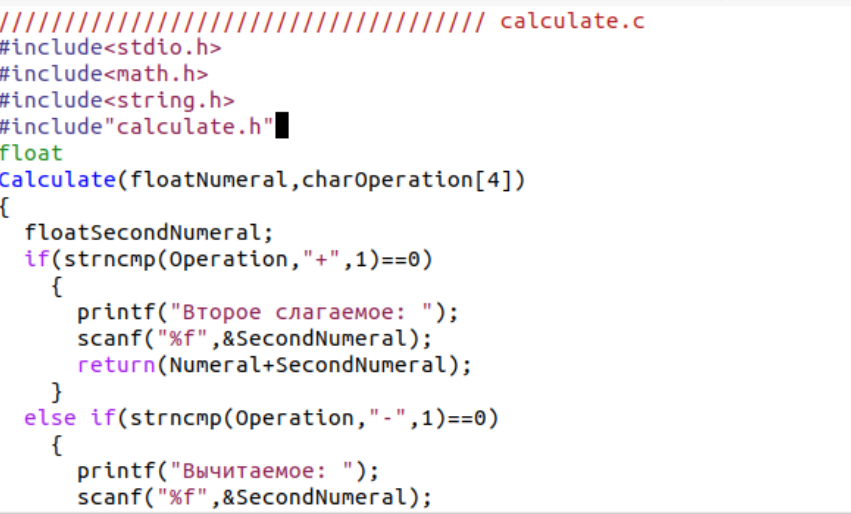 ///////////////////////////////////// calculate.c
#include<stdio.h>
#include<math.h>
#include<string.h>
#include"calculate.h"
float
Calculate(floatNumeral,charOperation[4])
{
  floatSecondNumeral;
  if(strncmp(Operation,"+",1)==0)
    {
      printf("Второе слагаемое: ");
      scanf("%f",&SecondNumeral);
      return(Numeral+SecondNumeral);
    }
  else if(strncmp(Operation,"-",1)==0)
    {
      printf("Вычитаемое: ");
      scanf("%f",&SecondNumeral);